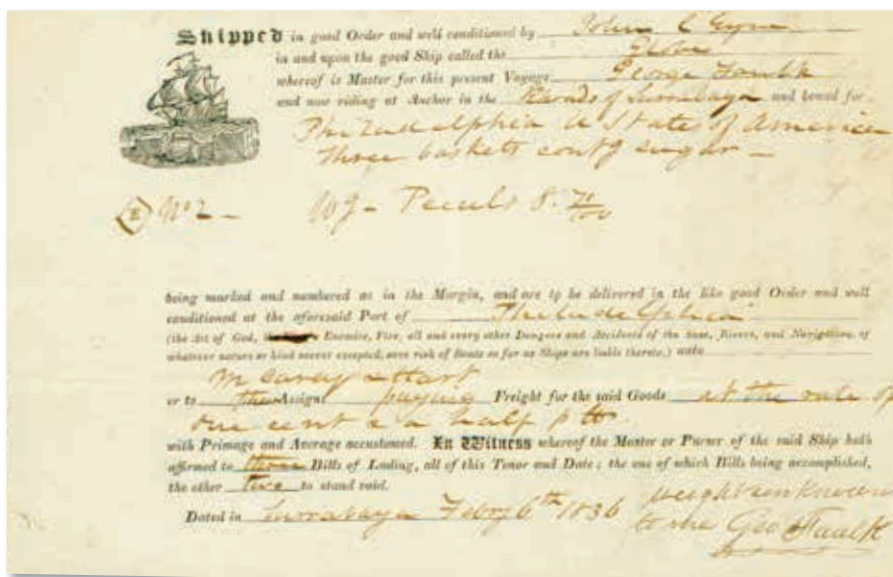 Shipped in good Order and well conditioned by John C
in and upon the good Ship called the Globe
whereof is Master for this present Voyage George Faulk
and now riding at Anchor in the Roads of Surabaya and bound for
Philadelphia U States of America
three baskets contg sugar -
No 2 - Peculs 8. 71/100
being marked and numbered as in the Margin, and are to be delivered in the like good Order and well
conditioned at the aforesaid Port of Philadelphia
(the Act of God, Enemies, Fire, all and every other Dangers and Accidents of the Seas, Rivers, and Navigation, of
whatever nature or kind soever excepted, save risk of Boats so far as Ships are liable thereto,) unto
M Carey & Hart
or to their Assigns paying Freight for the said Goods at the rate of
one cent & a half p
with Primage and Average accustomed. In Witness whereof the Master or Purser of the said Ship hath
affirmed to three Bills of Lading, all of this Tenor and Date; the one of which Bills being accomplished,
the other two to stand void.
Dated in Surabaya Feby 6th 1836
weight unknown
to me Geo Faulk